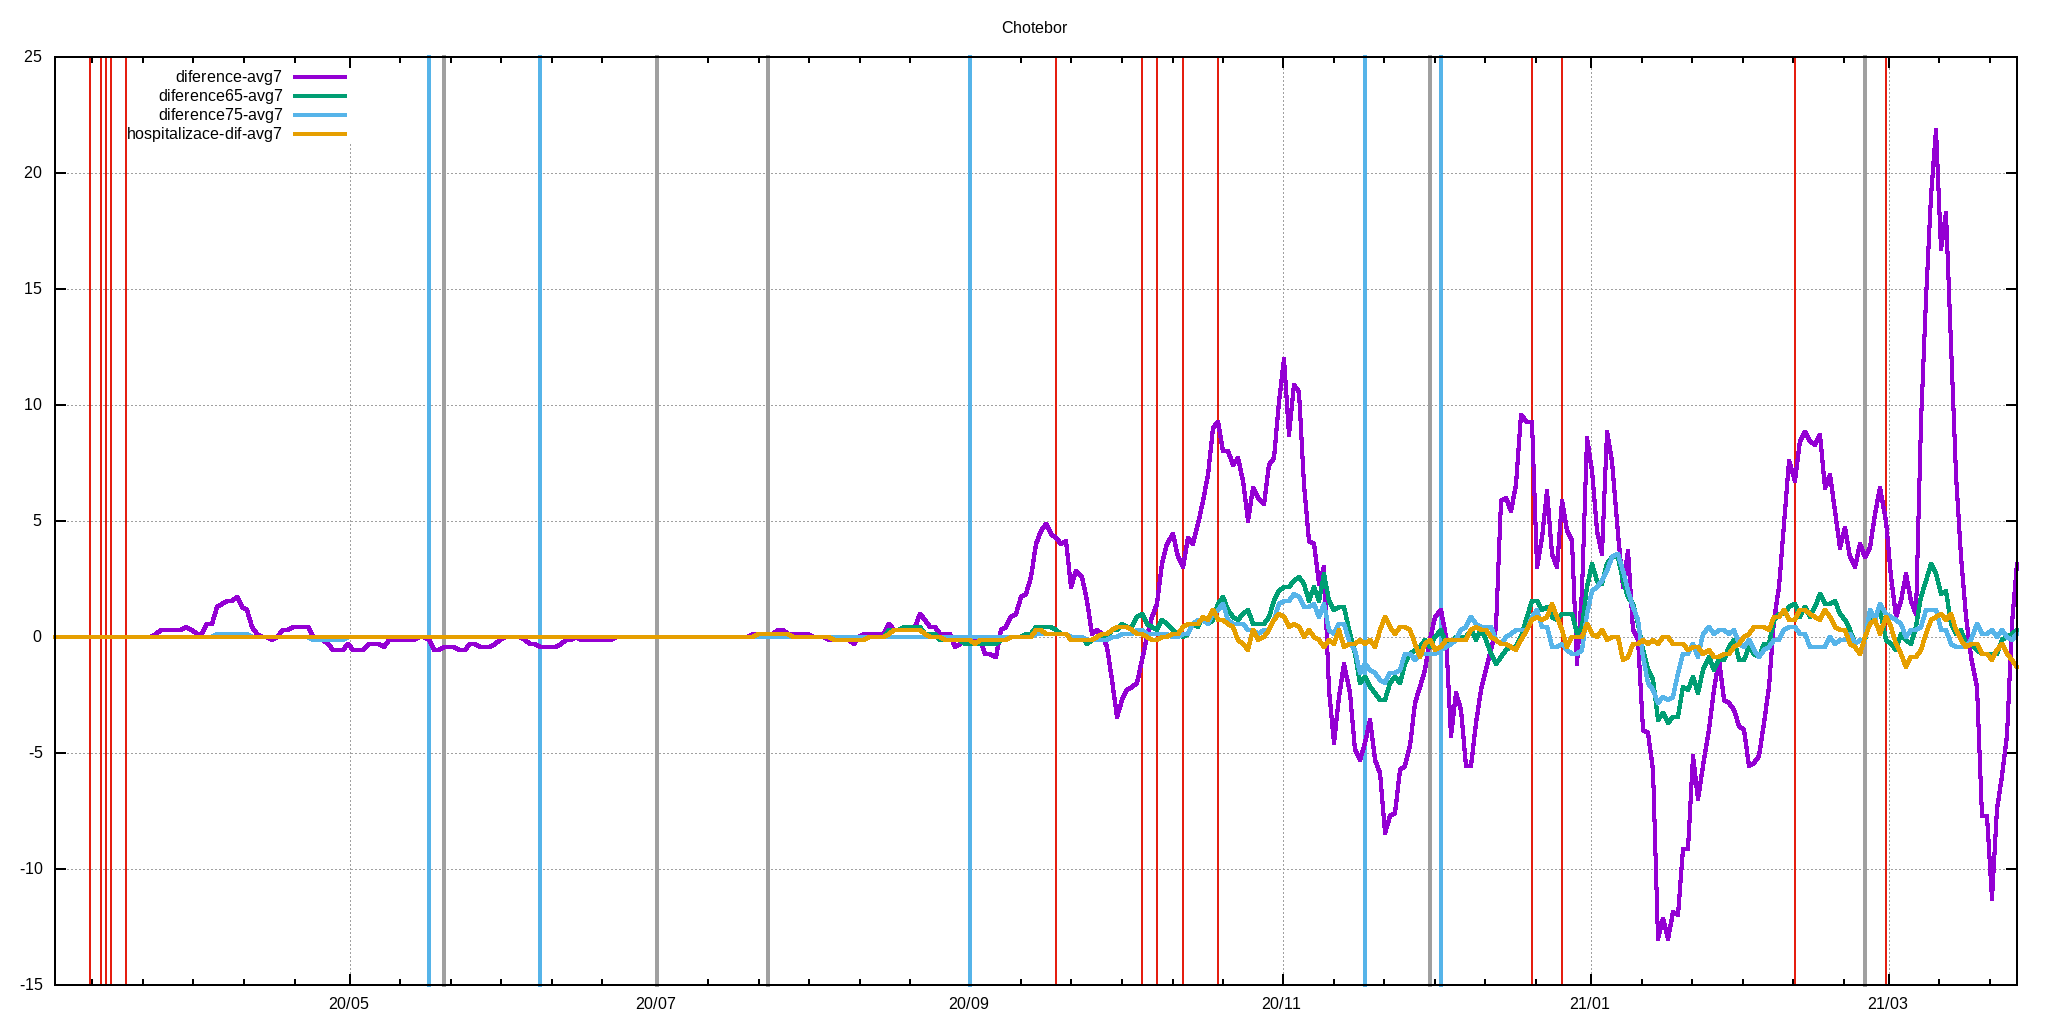 Chotebor
25
20
15
10
5
0
-5
-10
-15
diference-avg7
diference65-avg7
diference75-avg7
hospitalizace-dif-avg7
20/05 20/07 20/09 20/11 21/01 21/03